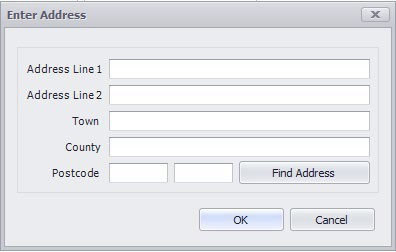 Enter Address
Address Line 1
Address Line 2
Town
County
Postcode Find Address
OK Cancel